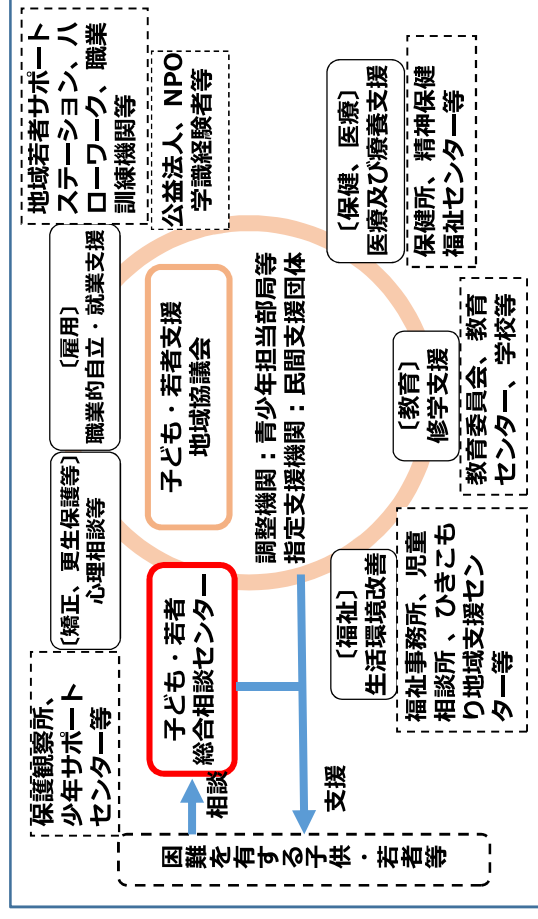 保護観察所、
少年サポート
センター等
〔矯正、更生保護等〕
心理相談等
〔雇用〕
職業的自立・就業支援
地域若者サポート
ステーション、ハ
ローワーク、職業
訓練機関等
公益法人、NPO
学識経験者等
子ども・若者
総合相談センター
子ども・若者支援
地域協議会
相談
困難を有する子供・若者等
支援
調整機関：青少年担当部局等
指定支援機関：民間支援団体
〔福祉〕
生活環境改善
福祉事務所、児童
相談所、ひきこも
り地域支援セン
ター等
〔教育〕
修学支援
教育委員会、教育
センター、学校等
〔保健、医療〕
医療及び療養支援
保健所、精神保健
福祉センター等